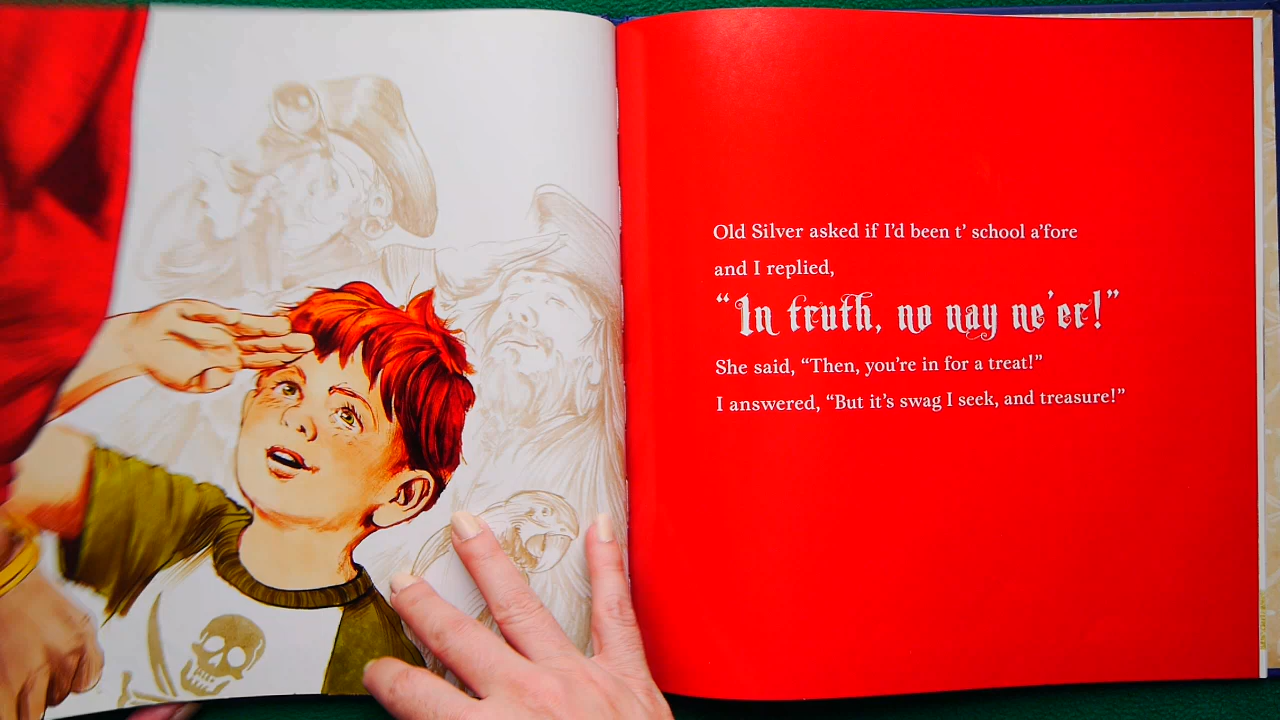 Old Silver asked if I'd been t' school a'fore
and I replied,
“In truth, no nay ne'er!”
She said, “Then, you're in for a treat!”
I answered, “But it's swag I seek, and treasure!”